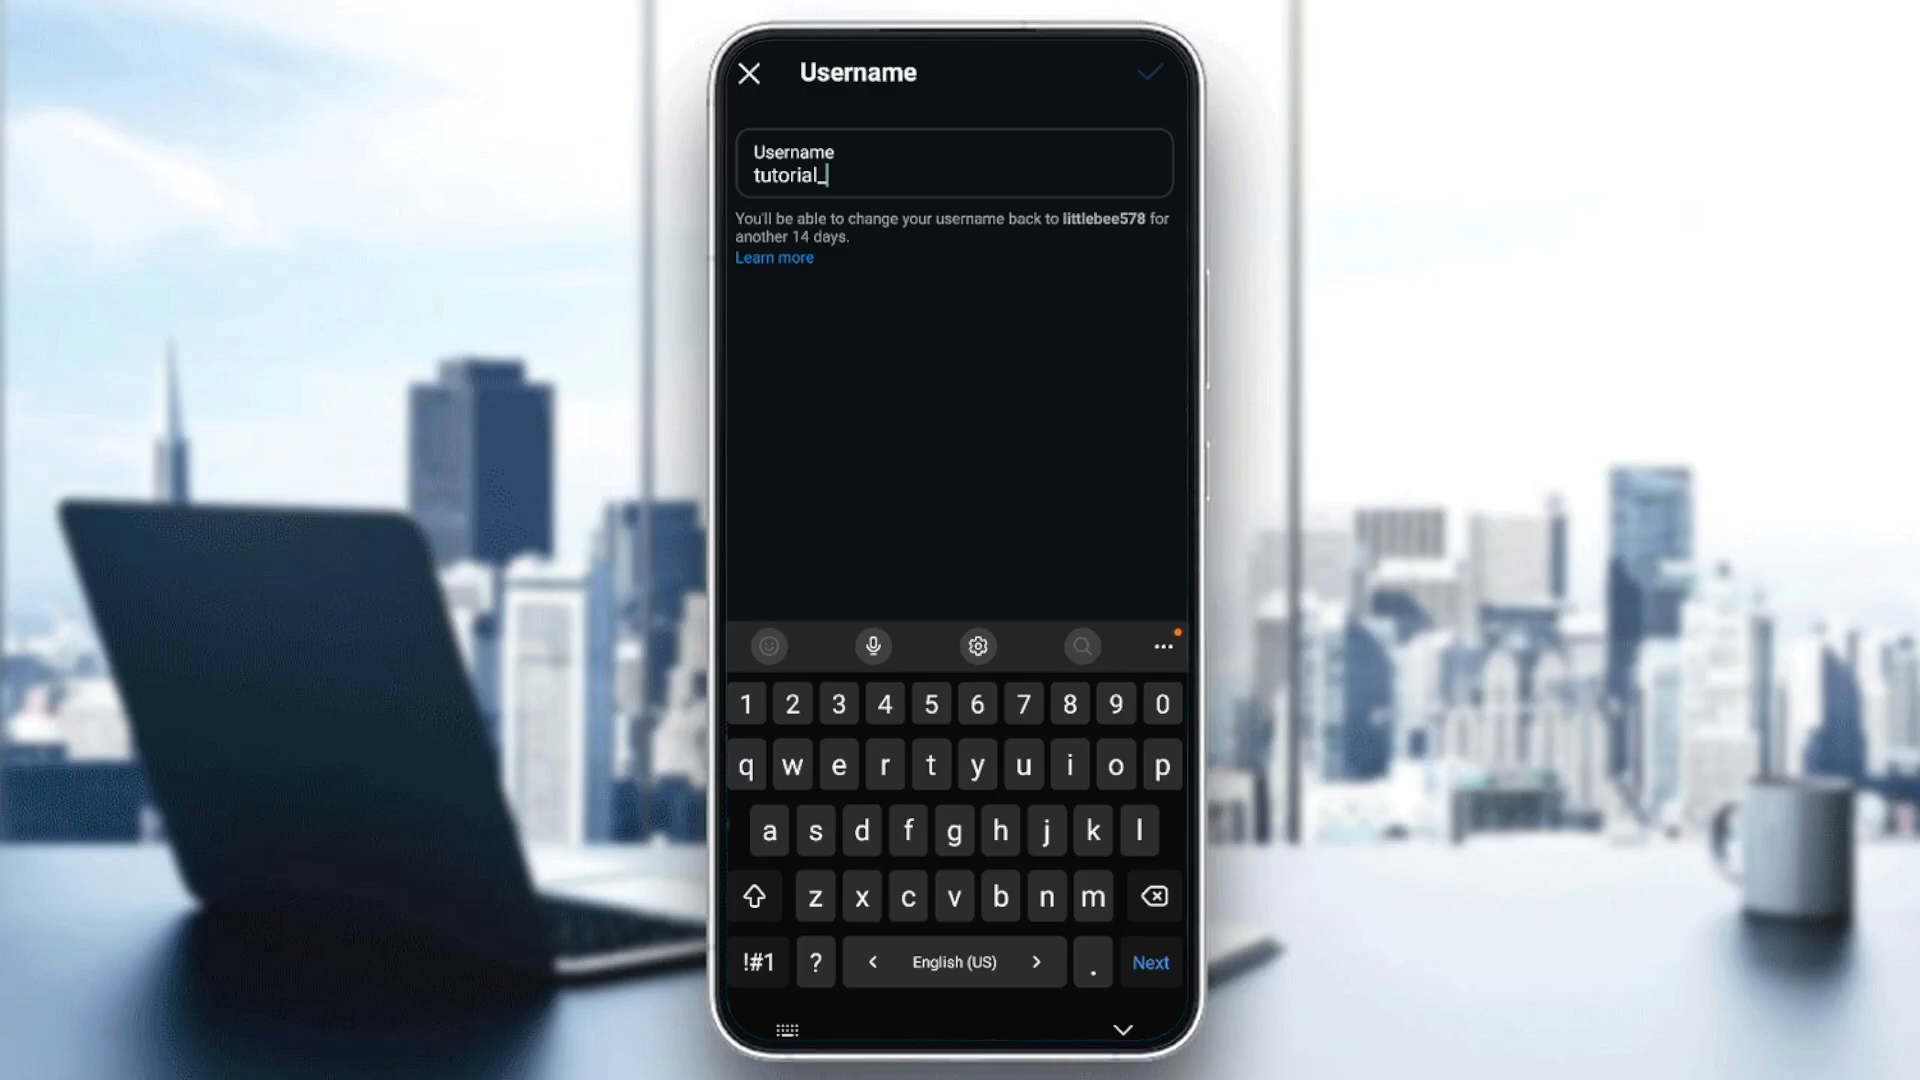 Username
Username
tutorial_
You'll be able to change your username back to littlebee578 for
another 14 days.
Learn more
1 2 3 4 5 6 7 8 9 0
q w e r t y u i o p
a s d f g h j k l
z x c v b n m
!#1 ? < English (US) > . Next